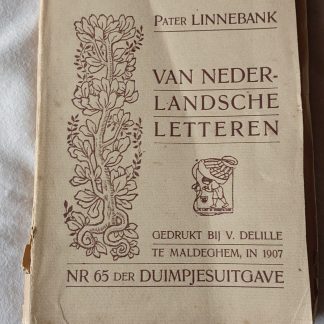 PATER LINNEBANK
VAN NEDER-
LANDSCHE
LETTEREN
GEDRUKT BIJ V. DELILLE
TE MALDEGHEM, IN 1907
NR 65 DER DUIMPJESUITGAVE